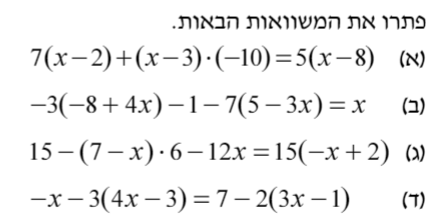 פתרו את המשוואות הבאות.
(א) 7(x−2)+(x−3)·(−10)=5(x−8)
(ב) −3(−8+4x)−1−7(5−3x)=x
(ג) 15−(7−x)·6−12x=15(−x+2)
(ד) −x−3(4x−3)=7−2(3x−1)